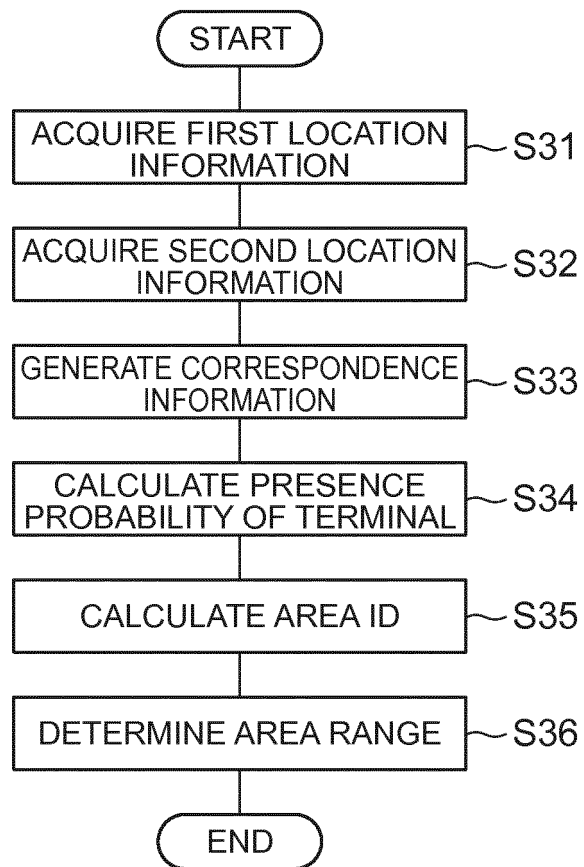 START
ACQUIRE FIRST LOCATION
INFORMATION
S31
ACQUIRE SECOND LOCATION
INFORMATION
S32
GENERATE CORRESPONDENCE
INFORMATION
S33
CALCULATE PRESENCE
PROBABILITY OF TERMINAL
S34
CALCULATE AREA ID
S35
DETERMINE AREA RANGE
S36
END